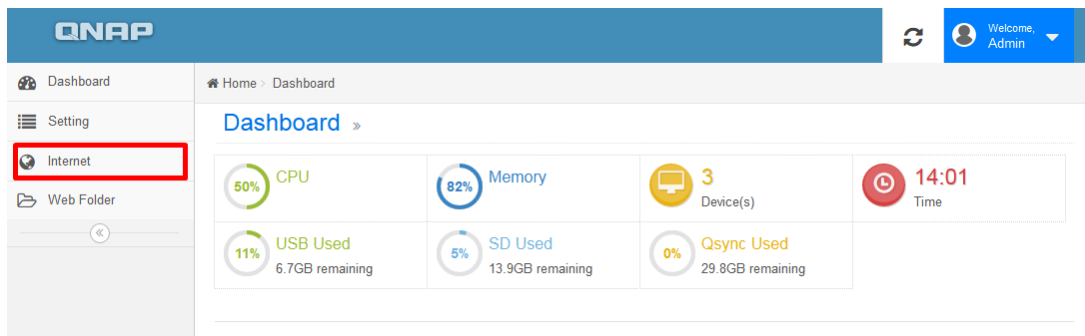 QNAP
Welcome,
Admin
Dashboard
Setting
Internet
Web Folder
Home > Dashboard
Dashboard »
50%
CPU
82%
Memory
3
Device(s)
14:01
Time
11%
USB Used
6.7GB remaining
5%
SD Used
13.9GB remaining
0%
Qsync Used
29.8GB remaining